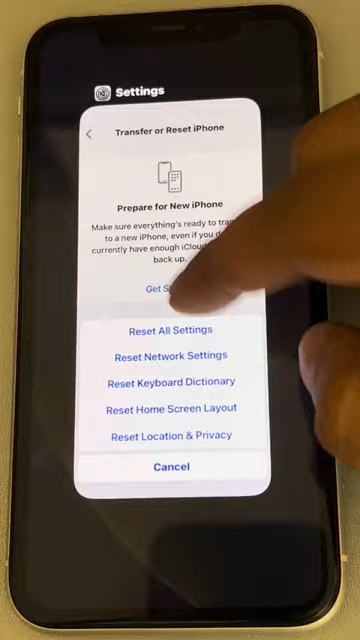 Settings
Transfer or Reset iPhone
Prepare for New iPhone
Make sure everything's ready to
to a new iPhone, even if you
currently have enough
back up.
Get
Reset All Settings
Reset Network Settings
Reset Keyboard Dictionary
Reset Home Screen Layout
Reset Location & Privacy
Cancel